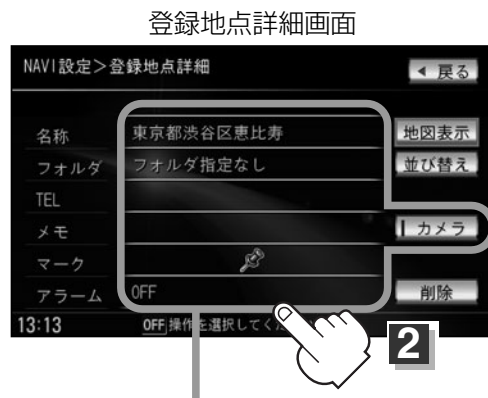 登録地点詳細画面
NAVI設定＞登録地点詳細
◀ 戻る
名称 東京都渋谷区恵比寿 地図表示
フォルダ フォルダ指定なし 並び替え
TEL
メモ カメラ
マーク
アラーム OFF 削除
13:13 OFF 操作を選択してく
2